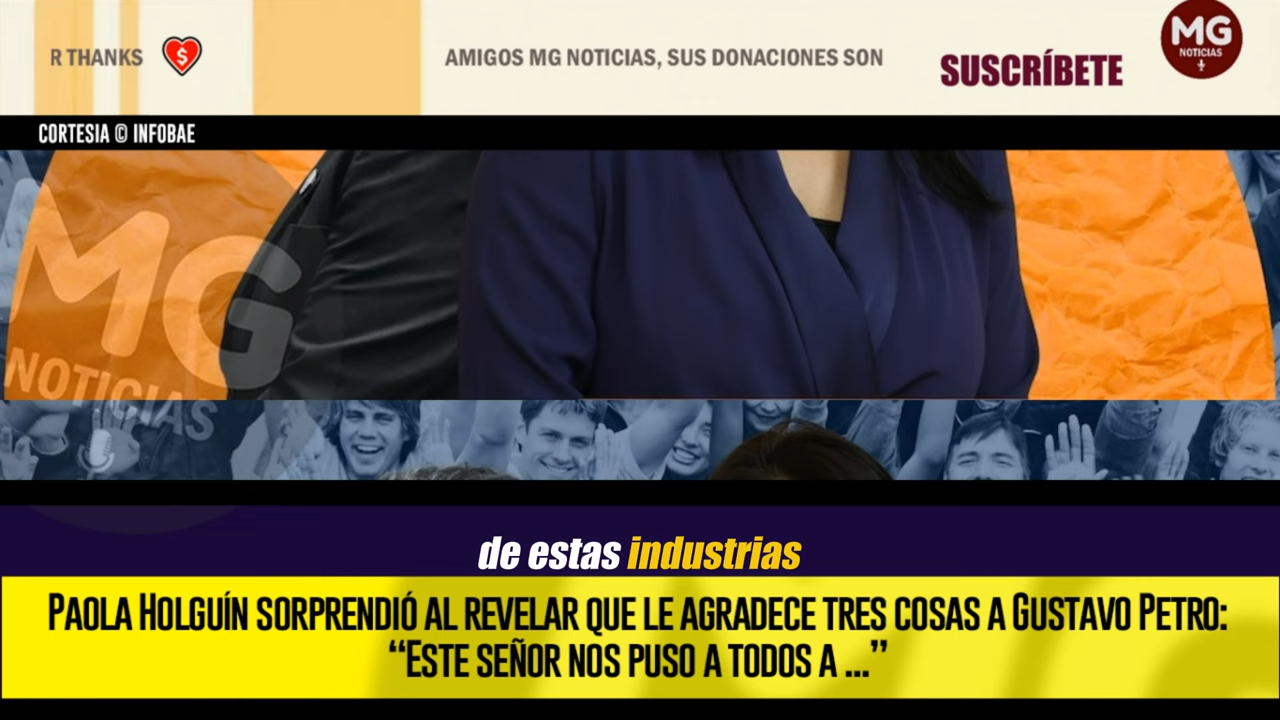 R THANKS
AMIGOS MG NOTICIAS, SUS DONACIONES SON
SUSCRÍBETE
MG
NOTICIAS
CORTESIA © INFOBAE
MG
NOTICIAS
de estas industrias
PAOLA HOLGUÍN SORPRENDIÓ AL REVELAR QUE LE AGRADECE TRES COSAS A GUSTAVO PETRO:
“ESTE SEÑOR NOS PUSO A TODOS A ...”